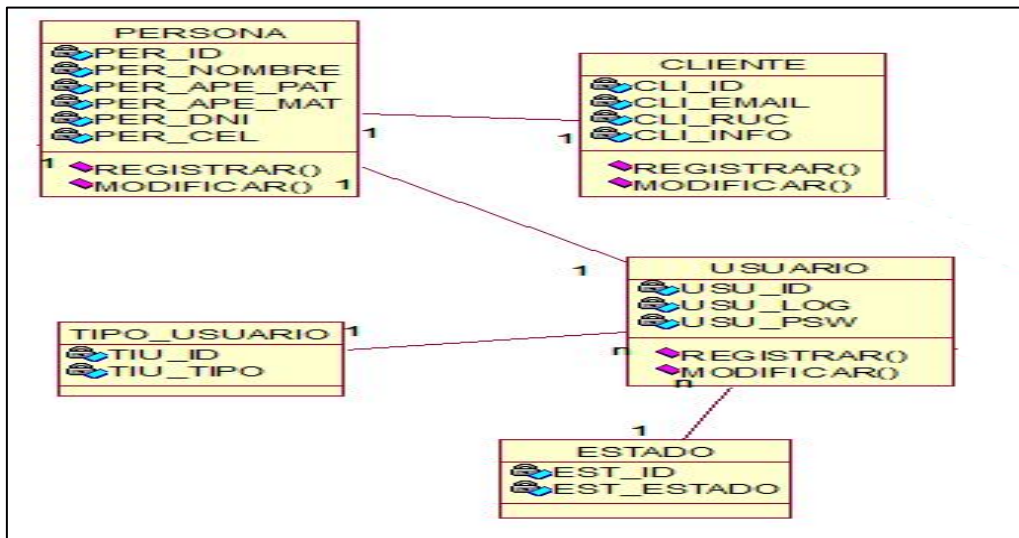 PERSONA
PER_ID
PER_NOMBRE
PER_APE_PAT
PER_APE_MAT
PER_DNI
PER_CEL
1
1
REGISTRAR()
MODIFICAR()
1
CLIENTE
CLI_ID
CLI_EMAIL
CLI_RUC
CLI_INFO
1
REGISTRAR()
MODIFICAR()
1
USUARIO
USU_ID
USU_LOG
USU_PSW
n
REGISTRAR()
MODIFICAR()
n
TIPO_USUARIO
1
TIU_ID
TIU_TIPO
1
ESTADO
EST_ID
EST_ESTADO